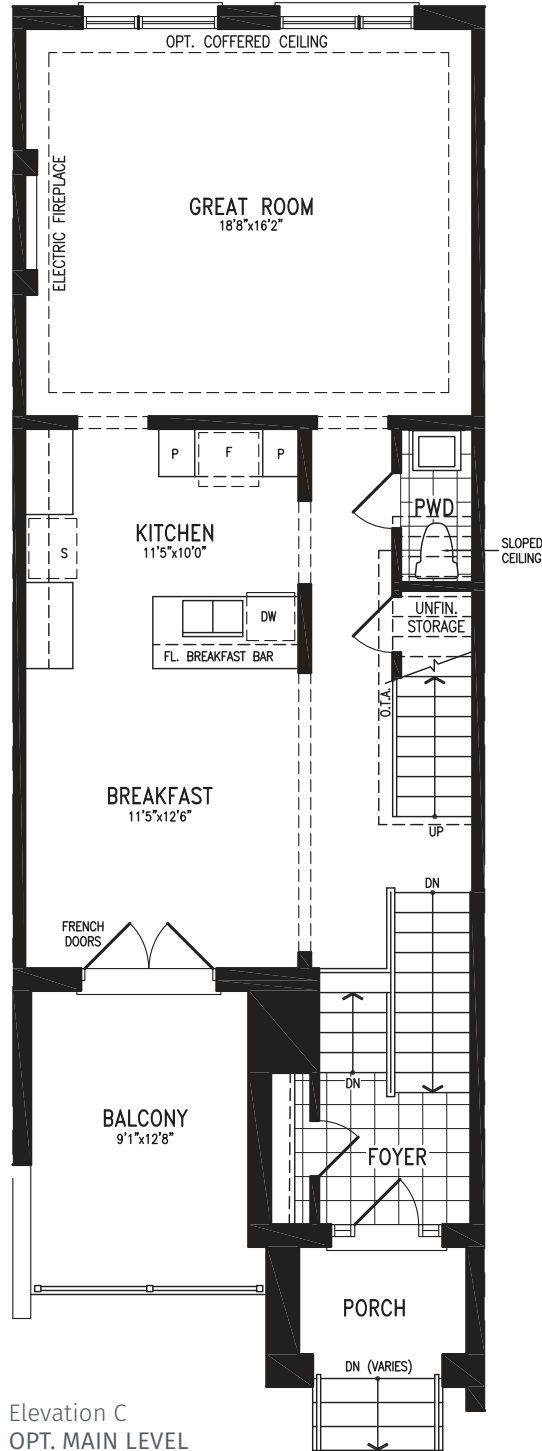 OPT. COFFERED CEILING
ELECTRIC FIREPLACE
GREAT ROOM
18'8"x16'2"
P
F
P
KITCHEN
11'5"x10'0"
S
PWD
SLOPED
CEILING
DW
FL. BREAKFAST BAR
UNFIN.
STORAGE
O.T.A.
UP
BREAKFAST
11'5"x12'6"
DN
FRENCH
DOORS
DN
BALCONY
9'1"x12'8"
FOYER
PORCH
DN (VARIES)
Elevation C
OPT. MAIN LEVEL